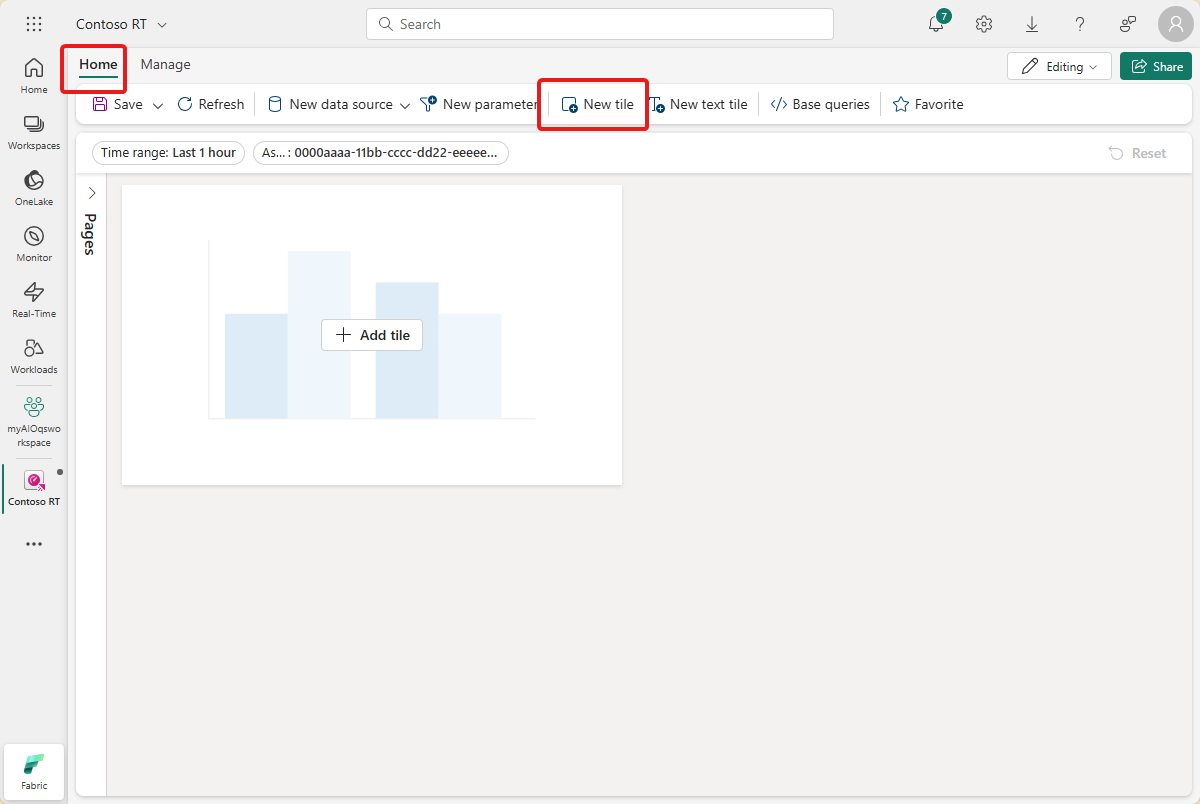 Contoso RT
Search
7
Home
Workspaces
OneLake
Monitor
Real-Time
Workloads
myAIOqswo
rkspace
Contoso RT
Fabric
Home Manage
Editing
Share
Save Refresh New data source New parameter New tile New text tile Base queries Favorite
Time range: Last 1 hour As... : 0000aaaa-11bb-cccc-dd22-eeeee... Reset
Pages
Add tile